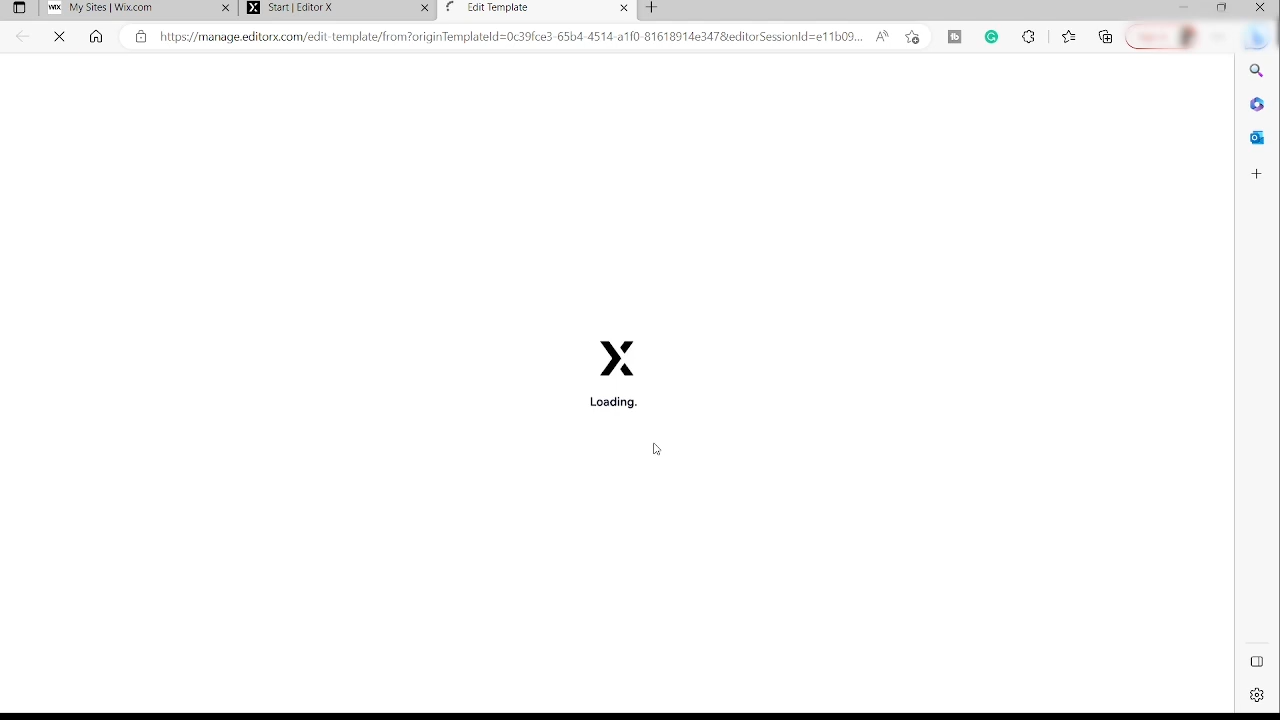 WIX My Sites | Wix.com
Start | Editor X
Edit Template
https://manage.editorx.com/edit-template/from?originTemplateId=0c39fce3-65b4-4514-a1f0-81618914e347&editorSessionId=e11b09...
Loading.